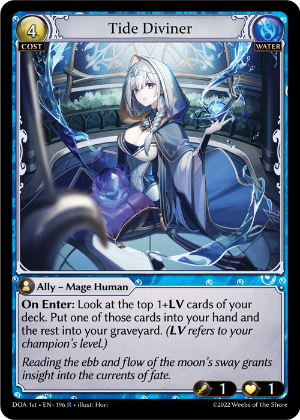 4
Tide Diviner
COST
WATER
Ally – Mage Human
On Enter: Look at the top 1+LV cards of your
deck. Put one of those cards into your hand and
the rest into your graveyard. (LV refers to your
champion's level.)
Reading the ebb and flow of the moon's sway grants
insight into the currents of fate.
1
1
DOA 1st • EN-196 R • illust: Hori
©2022 Weebs of the Shore